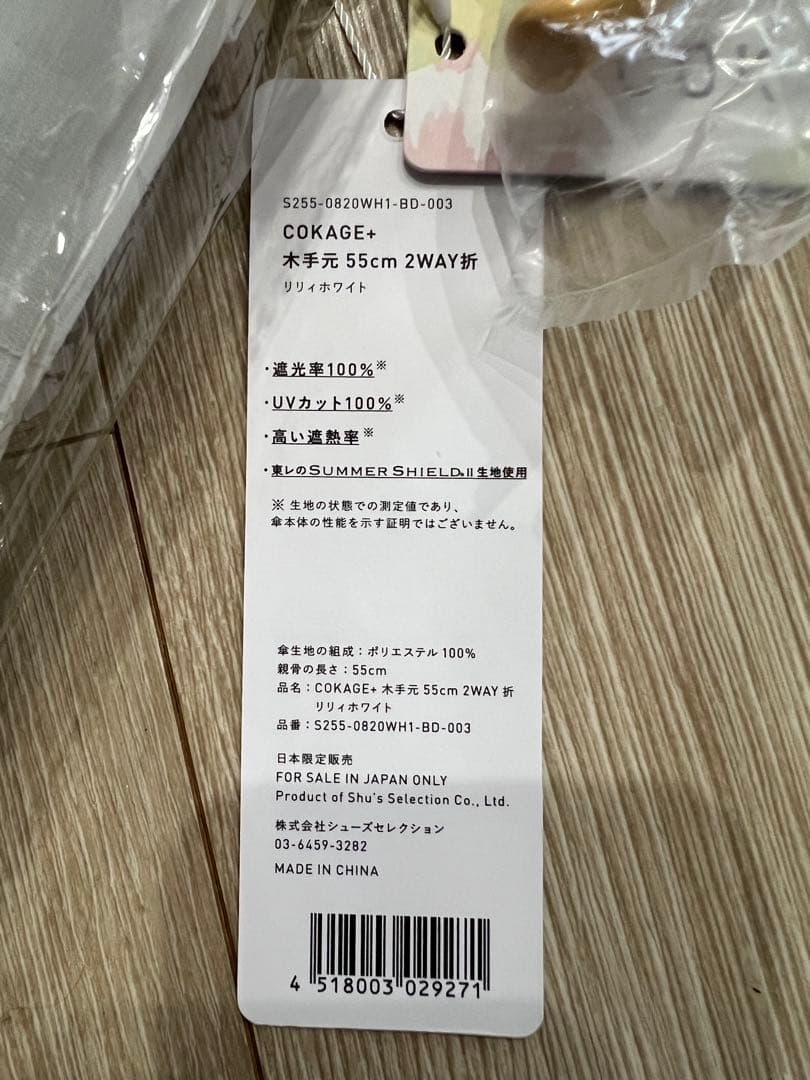 S255-0820WH1-BD-003
COKAGE+
木手元 55cm 2WAY折
リリィホワイト
・遮光率100%※
・UVカット100%※
・高い遮熱率※
・東レのSUMMER SHIELD®II生地使用
※ 生地の状態での測定値であり、
傘本体の性能を示す証明ではございません。
傘生地の組成：ポリエステル 100%
親骨の長さ：55cm
品名：COKAGE+ 木手元 55cm 2WAY 折
リリィホワイト
品番：S255-0820WH1-BD-003
日本限定販売
FOR SALE IN JAPAN ONLY
Product of Shu's Selection Co., Ltd.
株式会社シューズセレクション
03-6459-3282
MADE IN CHINA
4 518003 029271